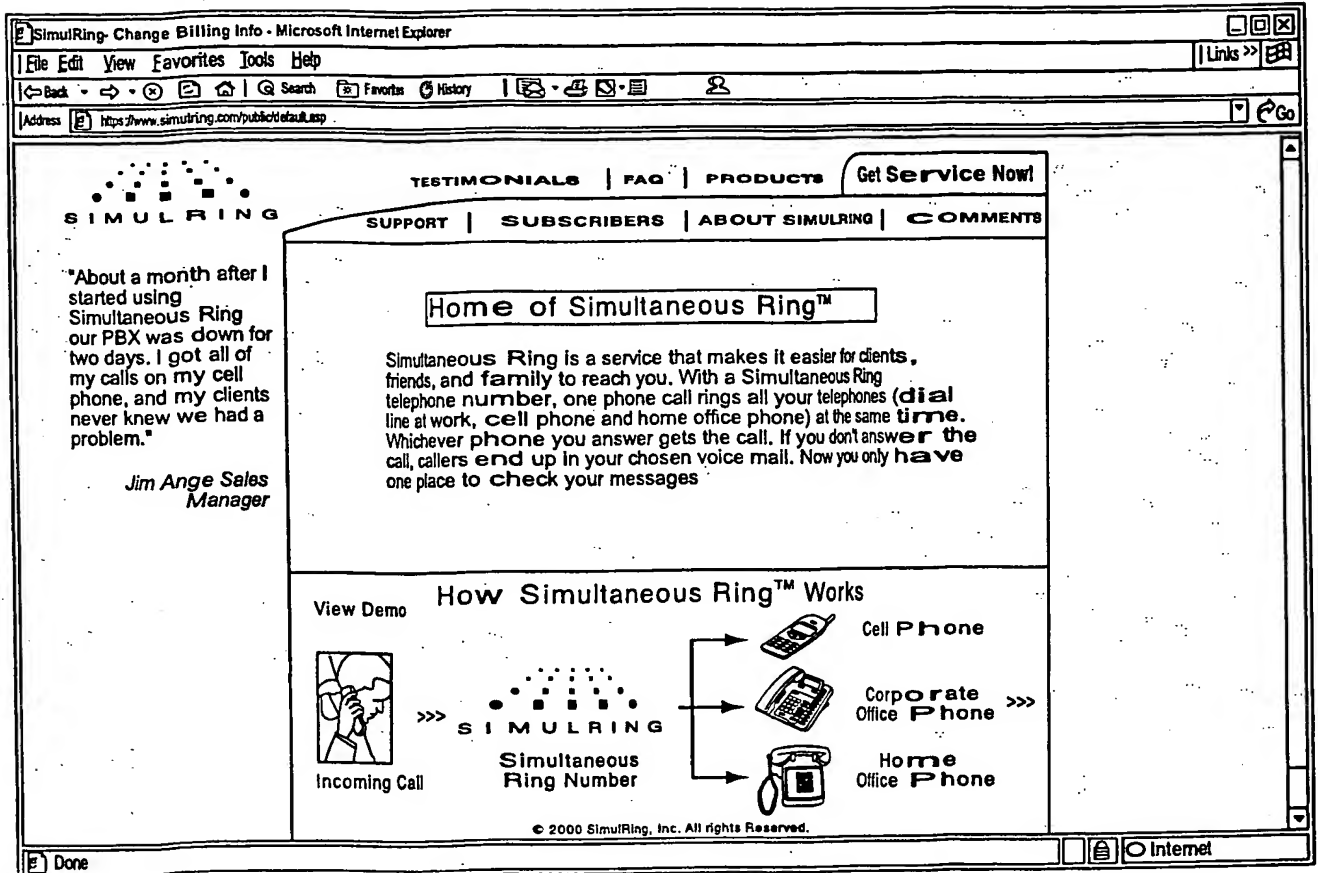 SimulRing- Change Billing Info - Microsoft Internet Explorer
File Edit View Favorites Tools Help
Links >>
Back Search Favorites History
Address https://www.simulring.com/public/default.asp
Go
SIMULRING
TESTIMONIALS | FAQ | PRODUCTS
Get Service Now!
SUPPORT | SUBSCRIBERS | ABOUT SIMULRING | COMMENTS
"About a month after I
started using
Simultaneous Ring
our PBX was down for
two days. I got all of
my calls on my cell
phone, and my clients
never knew we had a
problem."
Jim Ange Sales
Manager
Home of Simultaneous Ring™
Simultaneous Ring is a service that makes it easier for clients,
friends, and family to reach you. With a Simultaneous Ring
telephone number, one phone call rings all your telephones (dial
line at work, cell phone and home office phone) at the same time.
Whichever phone you answer gets the call. If you don't answer the
call, callers end up in your chosen voice mail. Now you only have
one place to check your messages
How Simultaneous Ring™ Works
View Demo
Incoming Call
>>>
SIMULRING
Simultaneous
Ring Number
Cell Phone
Corporate
Office Phone
>>>
Home
Office Phone
© 2000 SimulRing, Inc. All rights Reserved.
Done
Internet